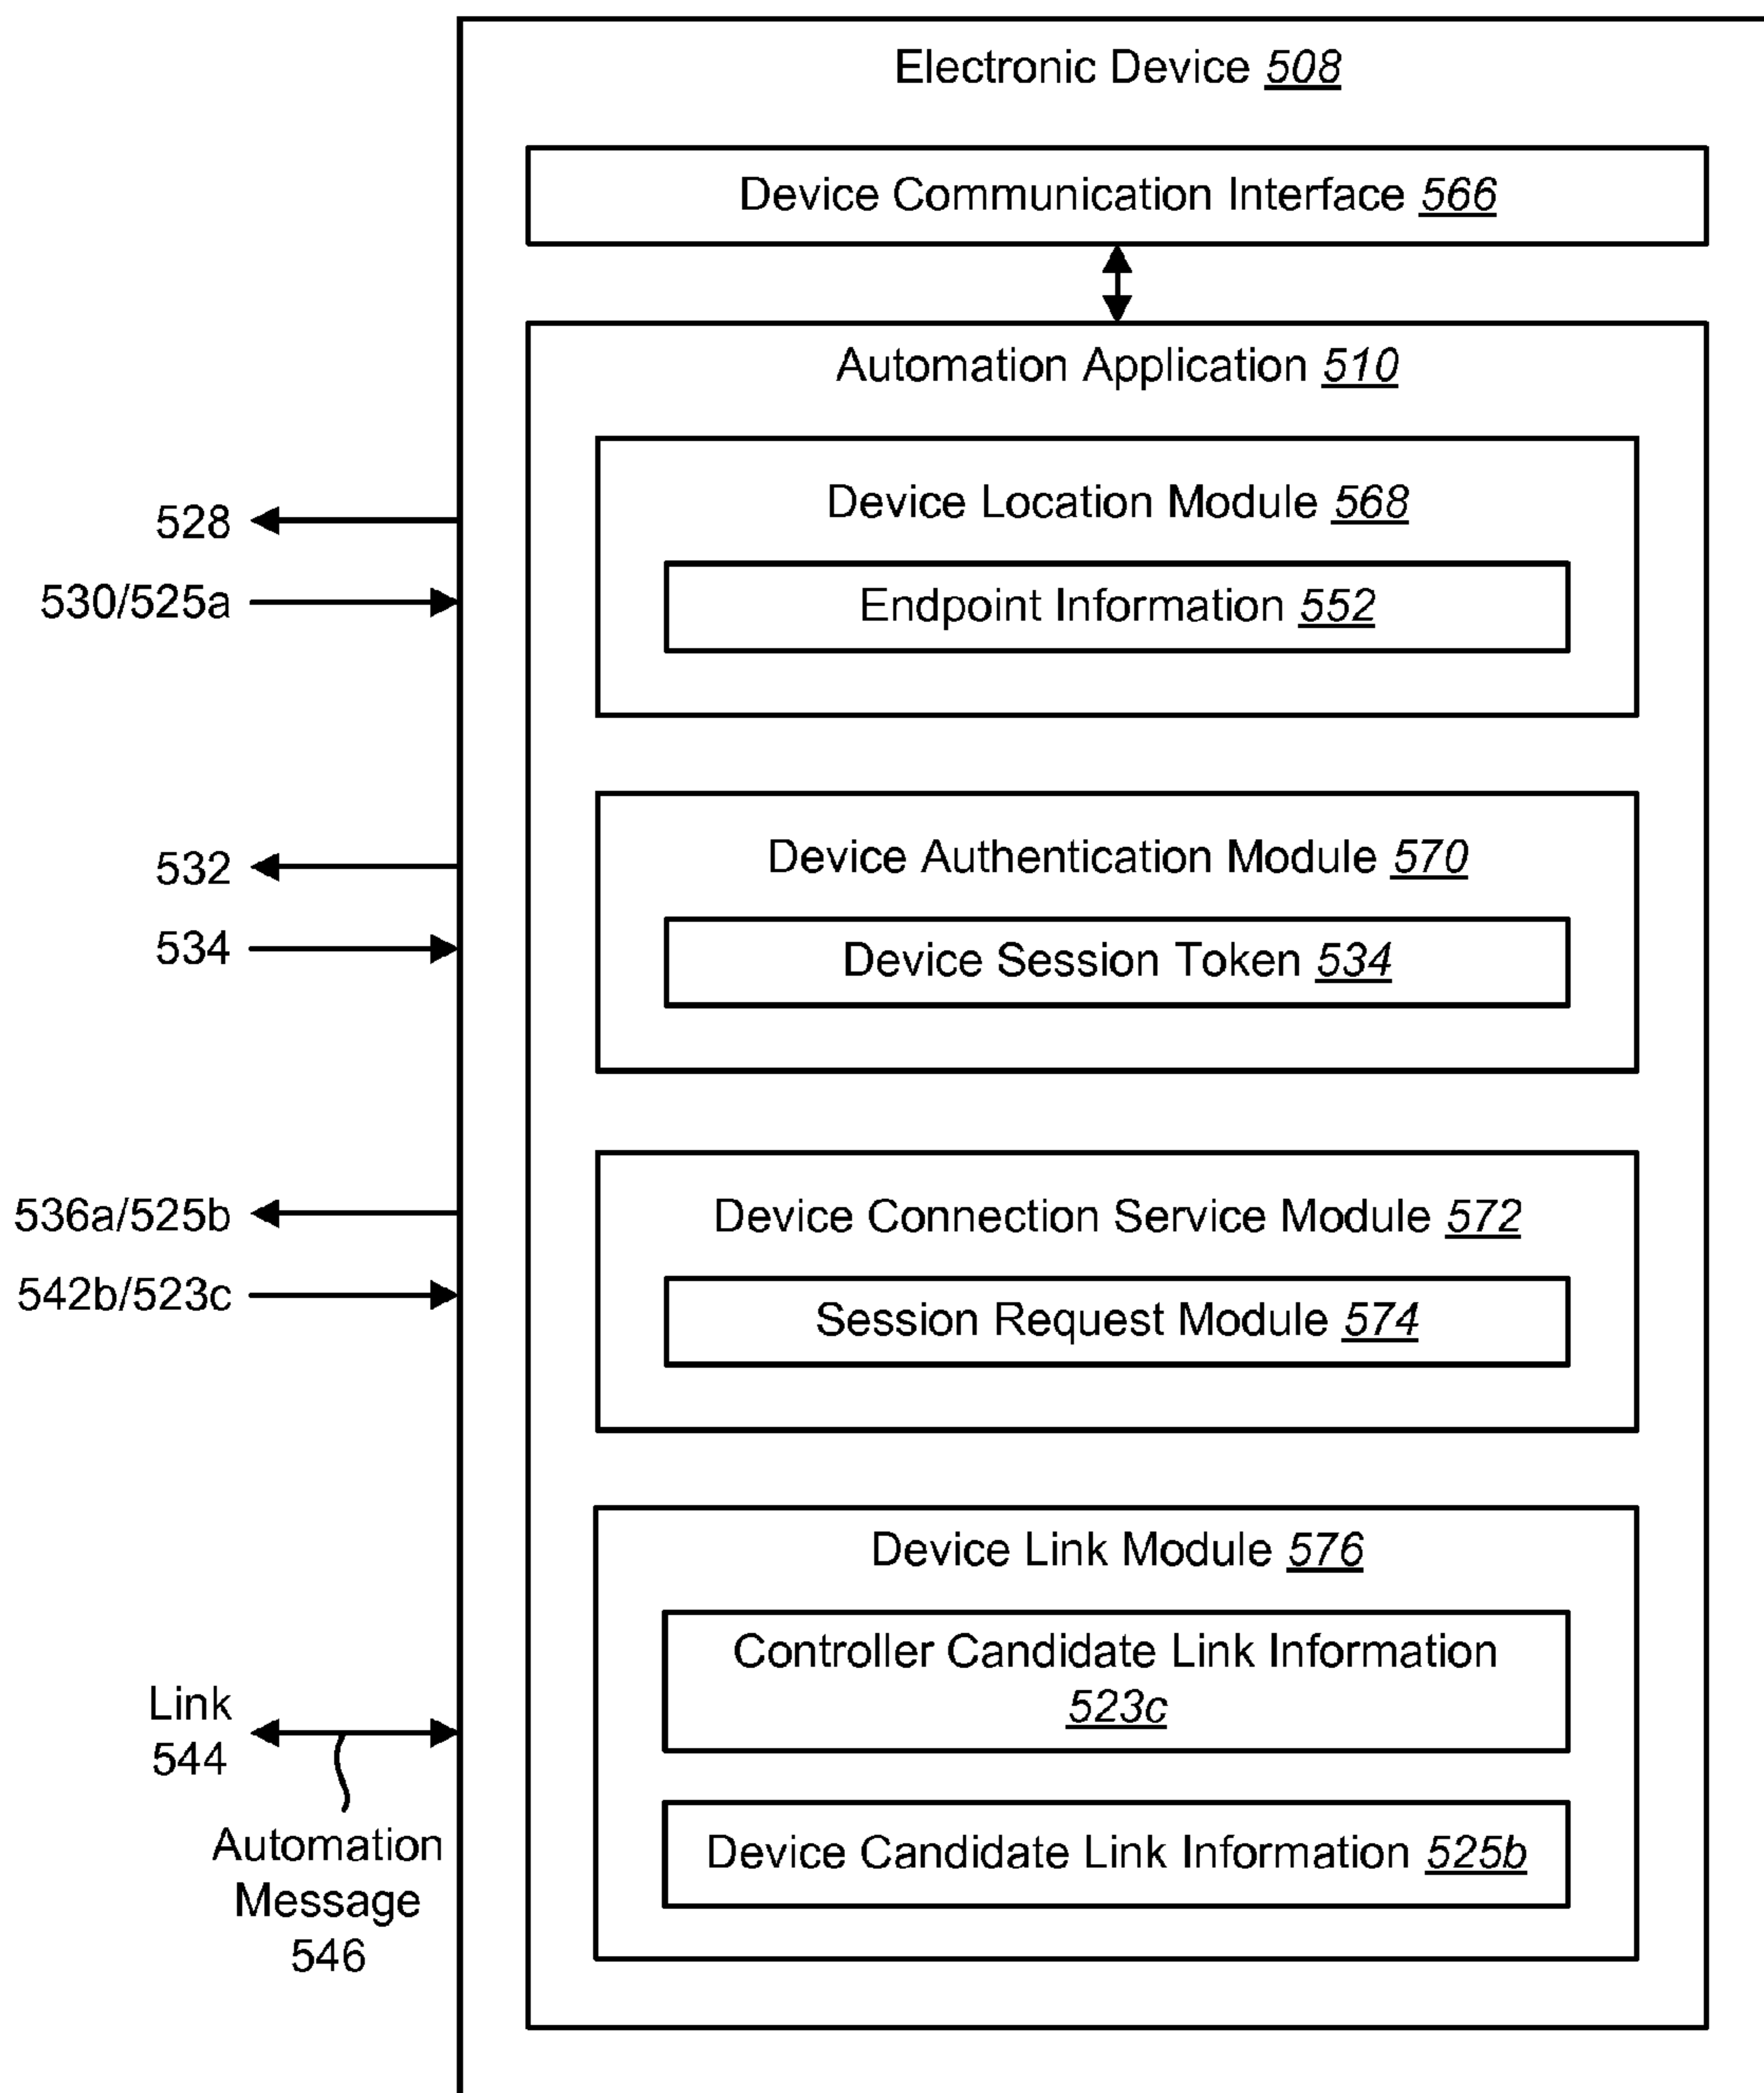 Electronic Device 508
Device Communication Interface 566
Automation Application 510
Device Location Module 568
Endpoint Information 552
528
530/525a
Device Authentication Module 570
Device Session Token 534
532
534
Device Connection Service Module 572
Session Request Module 574
536a/525b
542b/523c
Device Link Module 576
Controller Candidate Link Information
523c
Device Candidate Link Information 525b
Link
544
Automation
Message
546